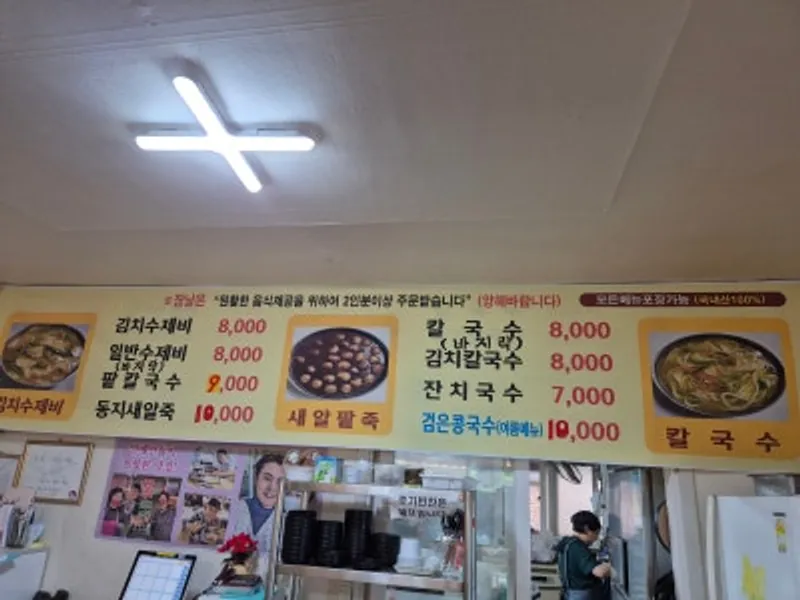 ※장날은 "원활한 음식제공을 위하여 2인분이상 주문받습니다" (양해바랍니다)
모든메뉴포장가능 (국내산100%)
김치수제비 8,000
일반수제비 8,000
(바지락)
팥칼국수 9,000
동지새알죽 10,000
김치수제비
새알팥죽
칼국수 8,000
(바지락)
김치칼국수 8,000
잔치국수 7,000
검은콩국수(여름메뉴) 10,000
칼국수